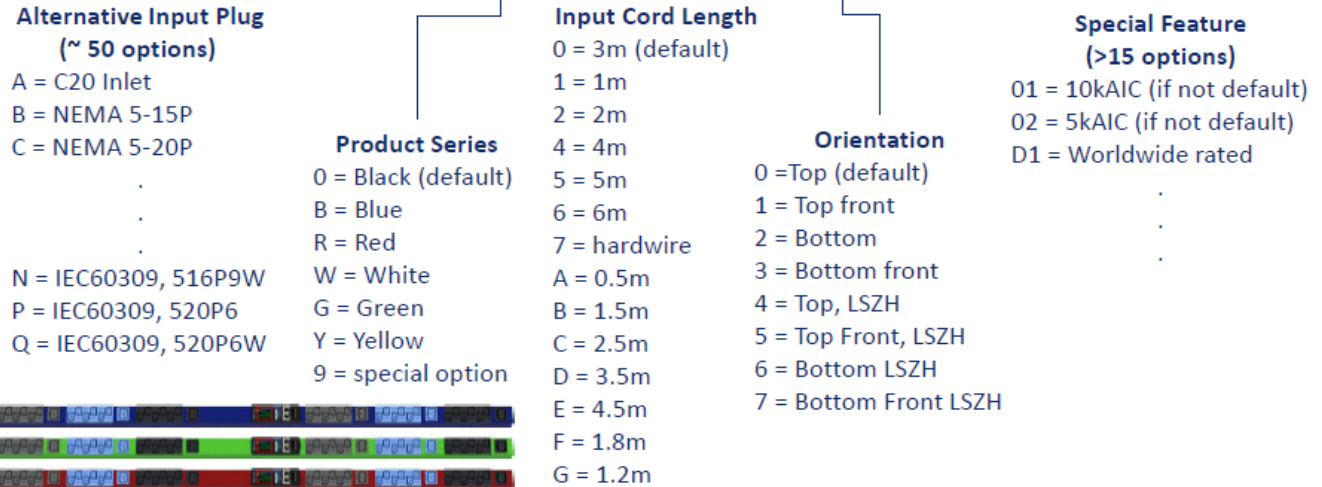 Alternative Input Plug
(~ 50 options)
A = C20 Inlet
B = NEMA 5-15P
C = NEMA 5-20P
.
.
.
N = IEC60309, 516P9W
P = IEC60309, 520P6
Q = IEC60309, 520P6W
Product Series
0 = Black (default)
B = Blue
R = Red
W = White
G = Green
Y = Yellow
9 = special option
Input Cord Length
0 = 3m (default)
1 = 1m
2 = 2m
4 = 4m
5 = 5m
6 = 6m
7 = hardwire
A = 0.5m
B = 1.5m
C = 2.5m
D = 3.5m
E = 4.5m
F = 1.8m
G = 1.2m
Orientation
0 =Top (default)
1 = Top front
2 = Bottom
3 = Bottom front
4 = Top, LSZH
5 = Top Front, LSZH
6 = Bottom LSZH
7 = Bottom Front LSZH
Special Feature
(>15 options)
01 = 10kAIC (if not default)
02 = 5kAIC (if not default)
D1 = Worldwide rated
.
.
.